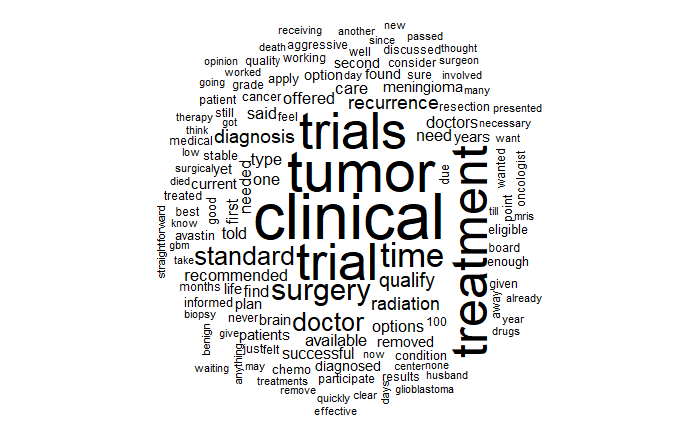 receiving another new
death aggressive since passed
opinion quality working well discussed thought
worked second consider surgeon
going grade apply option day found sure involved
patient cancer offered care meningioma many
therapy still said feel recurrence resection presented
think got diagnosis trials need doctors necessary
medical years want
low stable yet type tumor due wanted oncologist
surgical needed
died current one treatment
treated first clinical till
best good point mris
know told eligible
straightforward avastin
gbm standard trial time board
take enough
recommended qualify
months life find surgery given
informed plan radiation away already
biopsy never brain doctor options 100 year
benign give patients drugs
just felt available removed
anything successful now condition
waiting may chemo diagnosed center none
treatments participate results husband
remove quickly clear days glioblastoma
effective